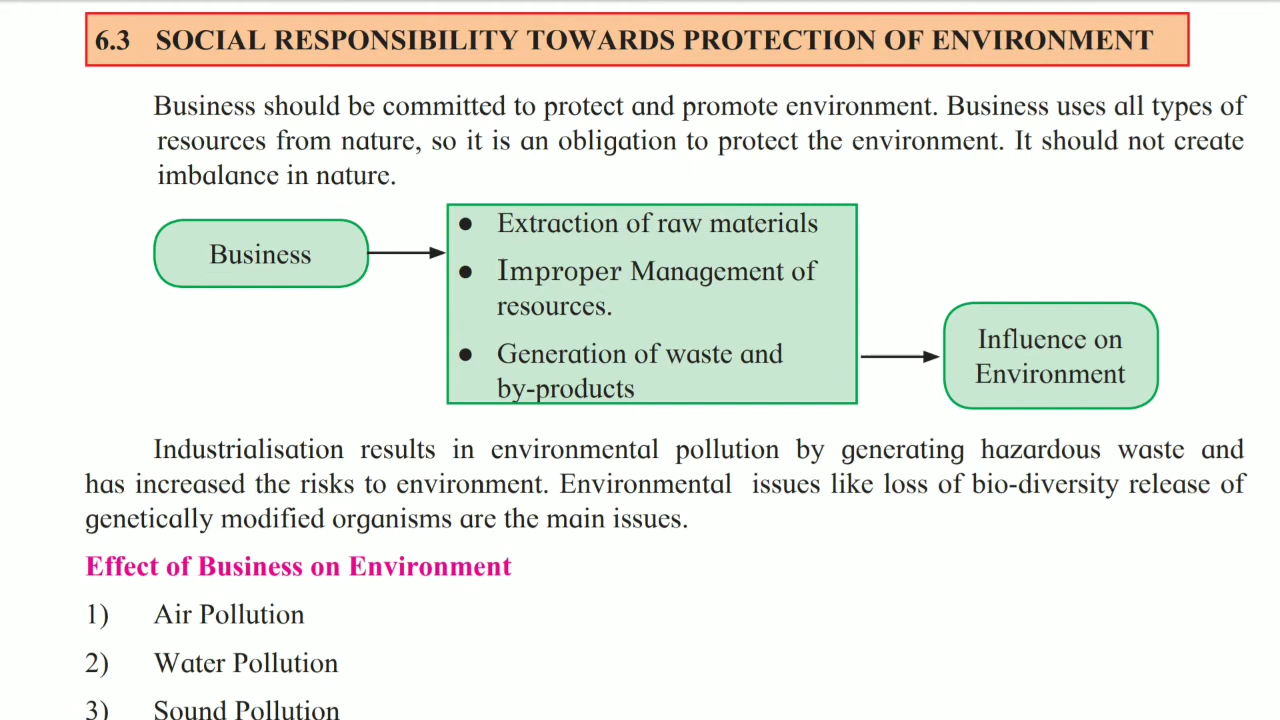 6.3 SOCIAL RESPONSIBILITY TOWARDS PROTECTION OF ENVIRONMENT
Business should be committed to protect and promote environment. Business uses all types of
resources from nature, so it is an obligation to protect the environment. It should not create
imbalance in nature.
Business
● Extraction of raw materials
● Improper Management of
resources.
● Generation of waste and
by-products
Influence on
Environment
Industrialisation results in environmental pollution by generating hazardous waste and
has increased the risks to environment. Environmental issues like loss of bio-diversity release of
genetically modified organisms are the main issues.
Effect of Business on Environment
1) Air Pollution
2) Water Pollution
3) Sound Pollution